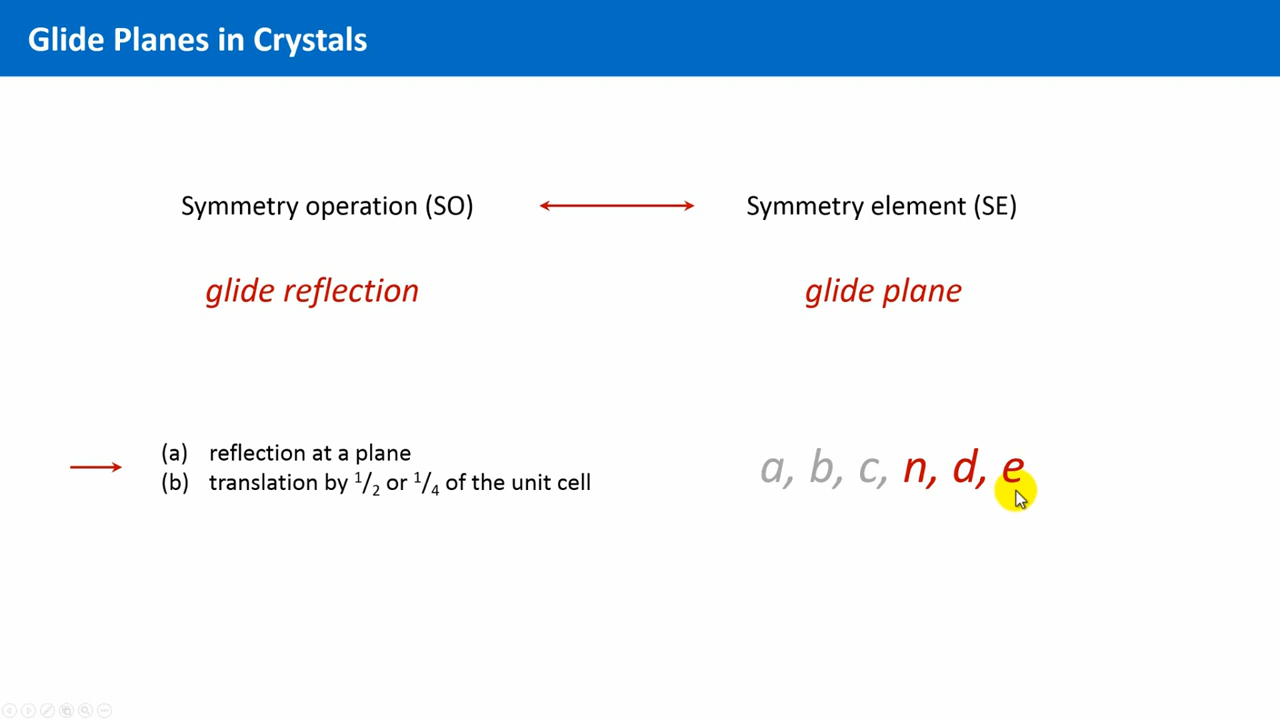 Glide Planes in Crystals
Symmetry operation (SO)
Symmetry element (SE)
glide reflection
glide plane
(a) reflection at a plane
(b) translation by 1/2 or 1/4 of the unit cell
a, b, c, n, d, e